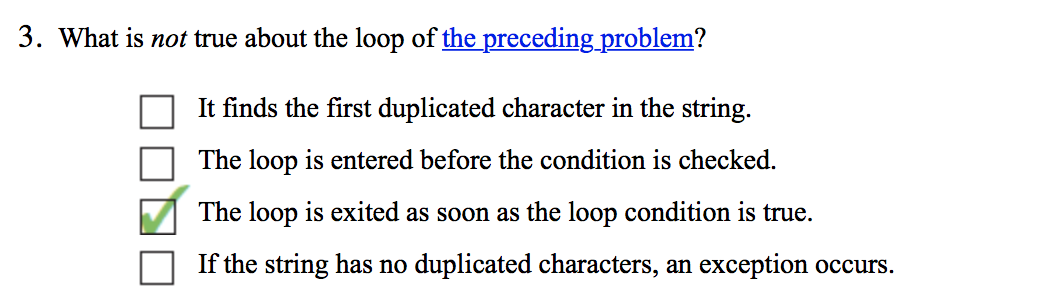 3. What is not true about the loop of the preceding problem?
It finds the first duplicated character in the string.
The loop is entered before the condition is checked.
The loop is exited as soon as the loop condition is true.
If the string has no duplicated characters, an exception occurs.